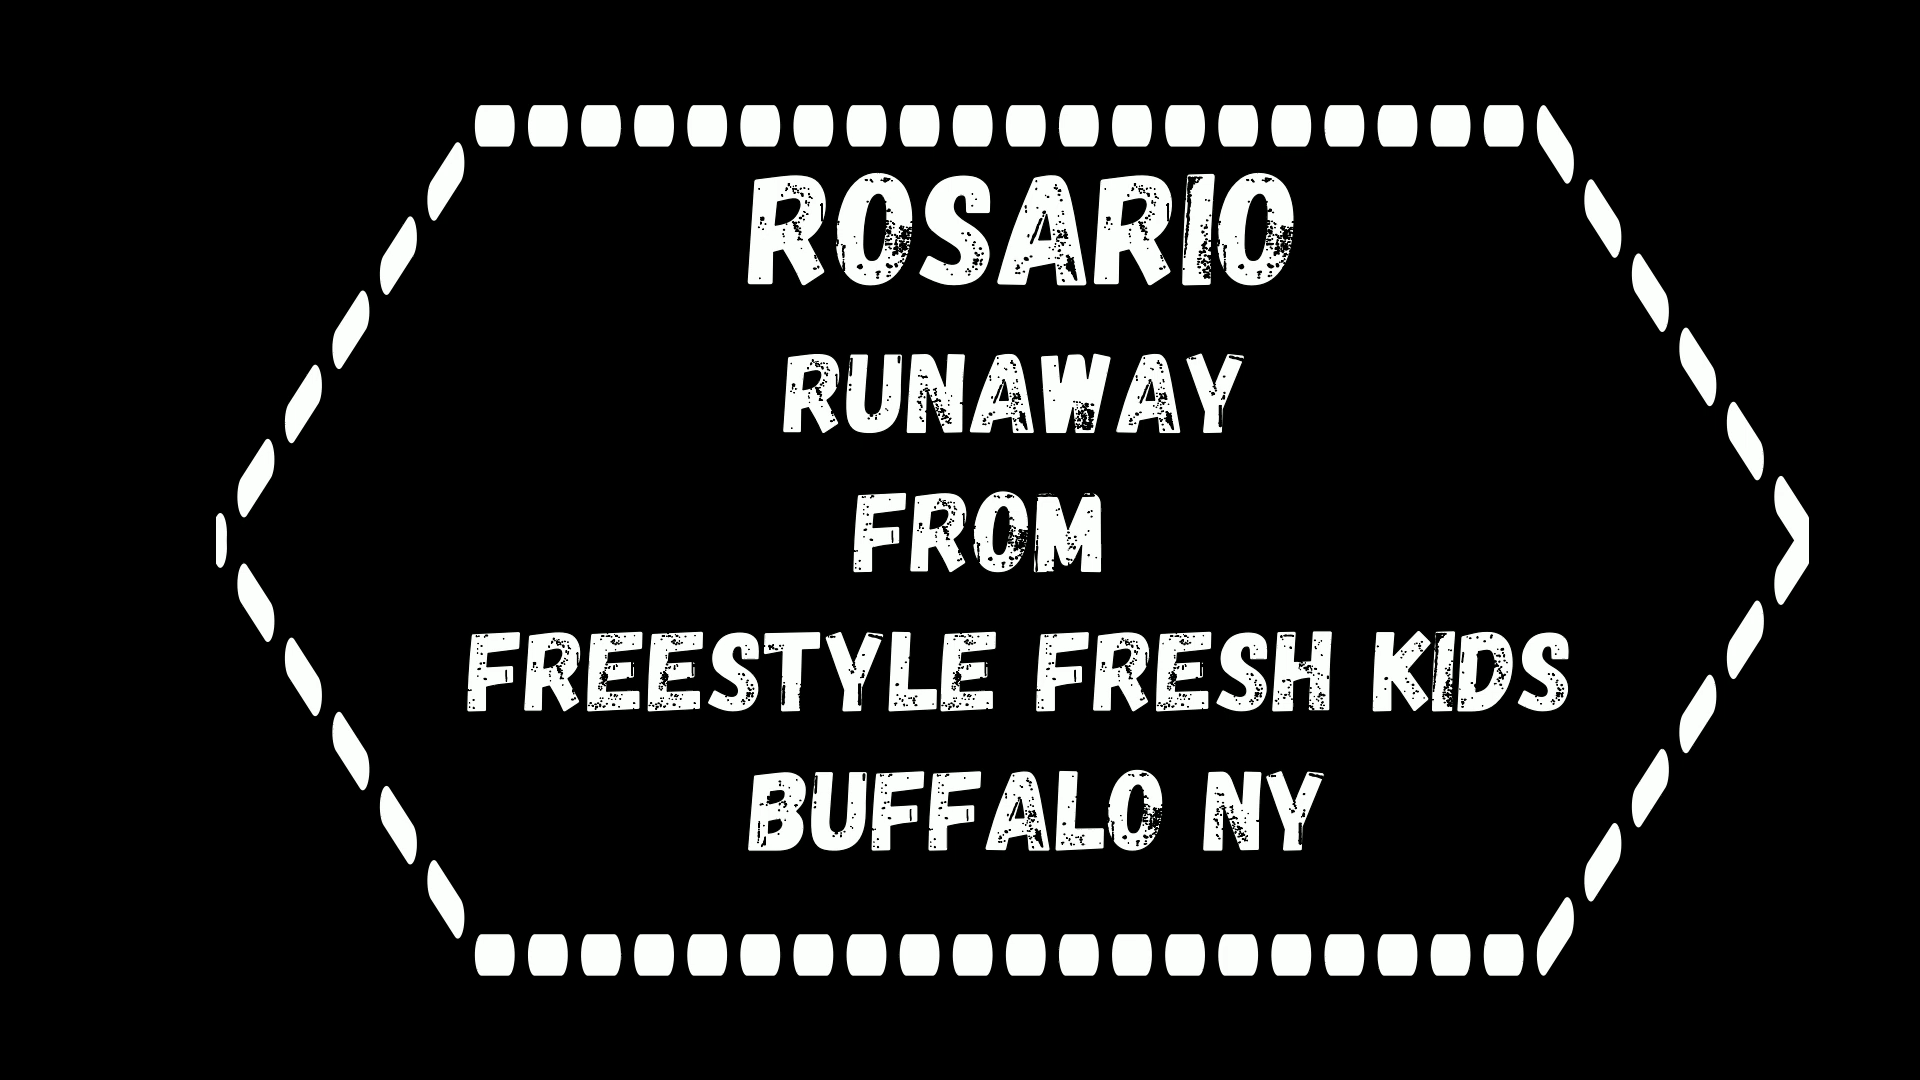 ROSARIO
RUNAWAY
FROM
FREESTYLE FRESH KIDS
BUFFALO NY